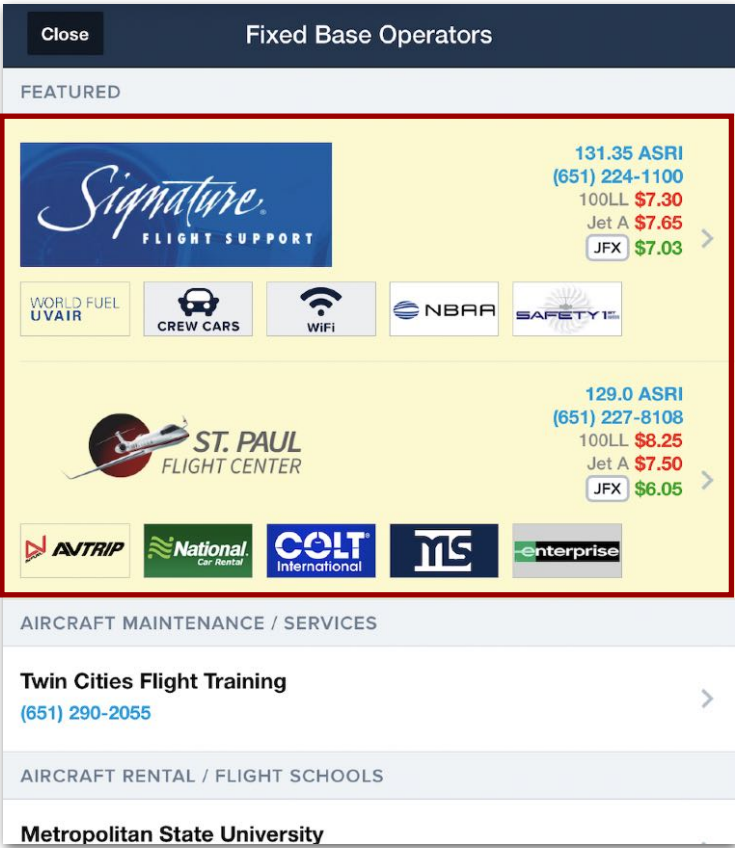 Close
Fixed Base Operators
FEATURED
Signature.
FLIGHT SUPPORT
131.35 ASRI
(651) 224-1100
100LL $7.30
Jet A $7.65
JFX $7.03
WORLD FUEL
UVAIR
CREW CARS
WiFi
NBAA
SAFETY 1st
ST. PAUL
FLIGHT CENTER
129.0 ASRI
(651) 227-8108
100LL $8.25
Jet A $7.50
JFX $6.05
AVTRIP
National.
Car Rental
COLT
International
MS
enterprise
AIRCRAFT MAINTENANCE / SERVICES
Twin Cities Flight Training
(651) 290-2055
AIRCRAFT RENTAL / FLIGHT SCHOOLS
Metropolitan State University